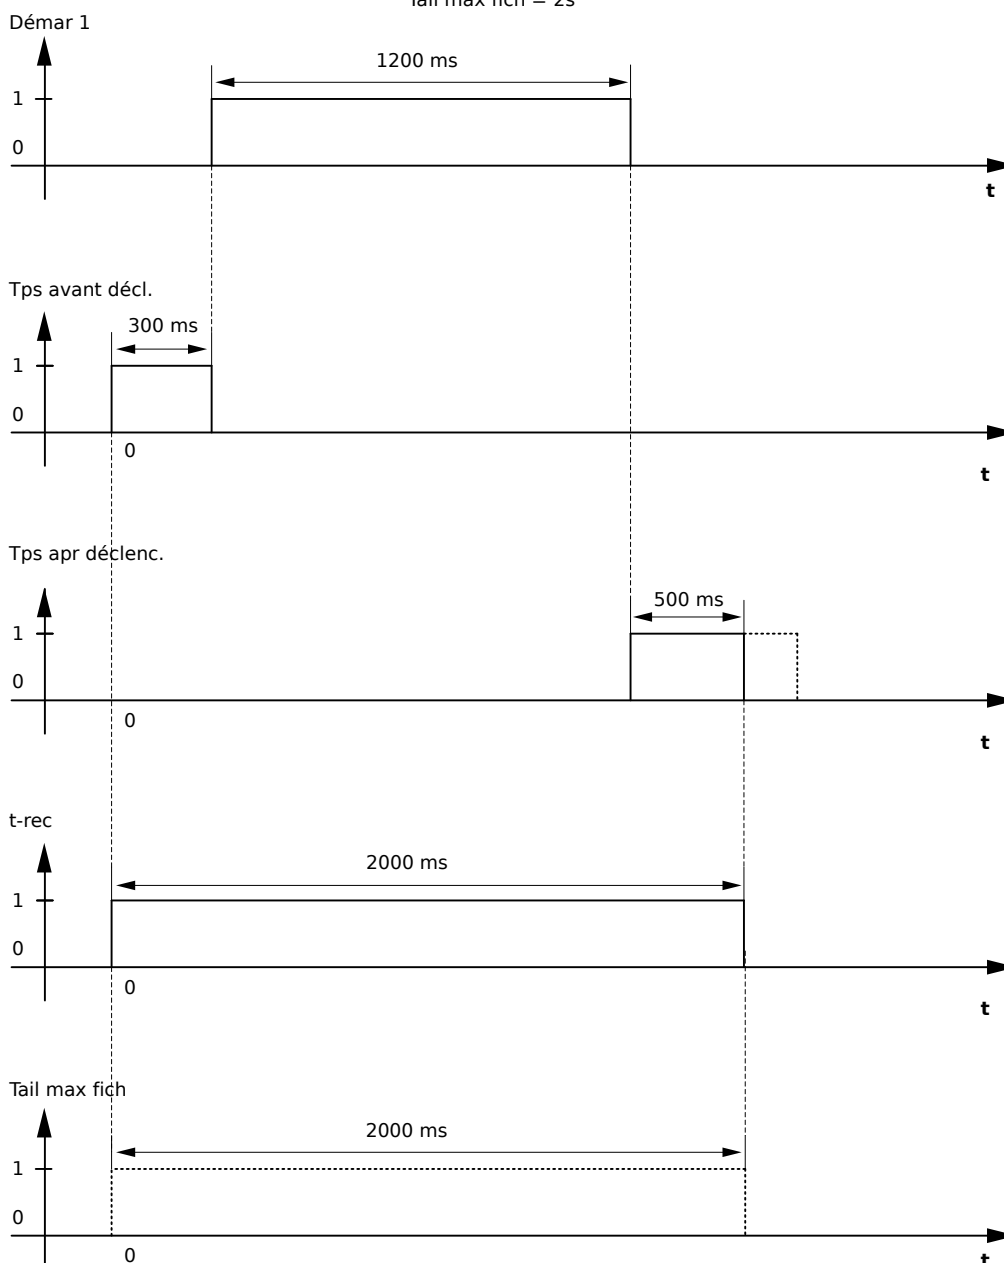 Tail max fich = 2s
Démar 1
1200 ms
1
0
t
Tps avant décl.
300 ms
1
0
0
t
Tps apr déclenc.
500 ms
1
0
0
t
t-rec
2000 ms
1
0
0
t
Tail max fich
2000 ms
1
0
0
t